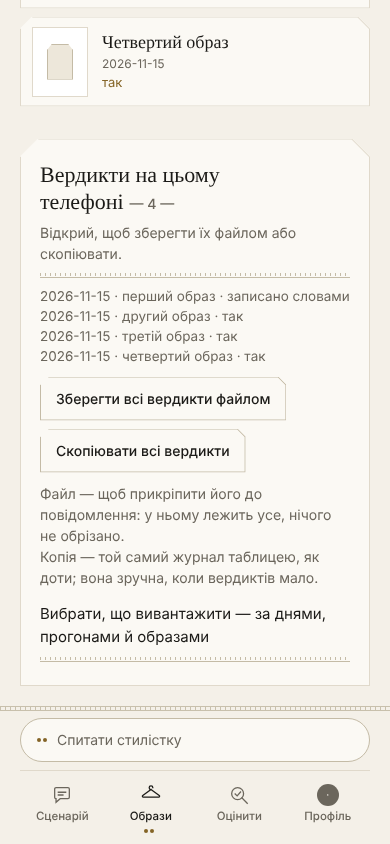 Четвертий образ
2026-11-15
так
Вердикти на цьому
телефоні — 4 —
Відкрий, щоб зберегти їх файлом або
скопіювати.
2026-11-15 · перший образ · записано словами
2026-11-15 · другий образ · так
2026-11-15 · третій образ · так
2026-11-15 · четвертий образ · так
Зберегти всі вердикти файлом
Скопіювати всі вердикти
Файл — щоб прикріпити його до
повідомлення: у ньому лежить усе, нічого
не обрізано.
Копія — той самий журнал таблицею, як
доти; вона зручна, коли вердиктів мало.
Вибрати, що вивантажити — за днями,
прогонами й образами
Спитати стилістку
Сценарій
Образи
Оцінити
Профіль